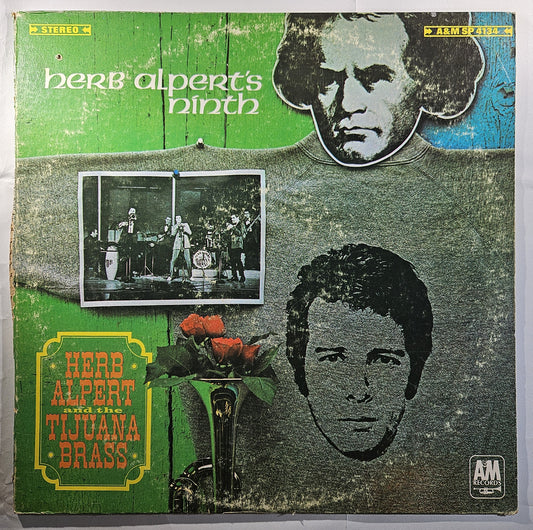 STEREO
A&M SP 4134
herb alpert's
ninth
HERB
ALPERT
and the
TIJUANA
BRASS
A&M
RECORDS